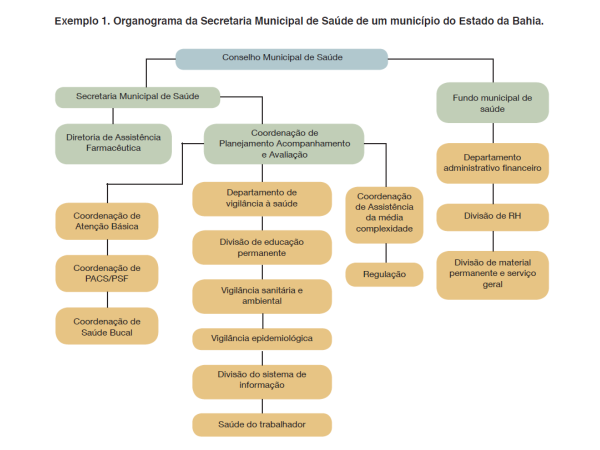 Exemplo 1. Organograma da Secretaria Municipal de Saúde de um município do Estado da Bahia.
Conselho Municipal de Saúde
Secretaria Municipal de Saúde
Fundo municipal de
saúde
Diretoria de Assistência
Farmacêutica
Coordenação de
Planejamento Acompanhamento
e Avaliação
Departamento
administrativo financeiro
Departamento de
vigilância à saúde
Coordenação
de Assistência
da média
complexidade
Coordenação de
Atenção Básica
Divisão de RH
Divisão de educação
permanente
Coordenação de
PACS/PSF
Regulação
Divisão de material
permanente e serviço
geral
Vigilância sanitária e
ambiental
Coordenação de
Saúde Bucal
Vigilância epidemiológica
Divisão do sistema de
informação
Saúde do trabalhador